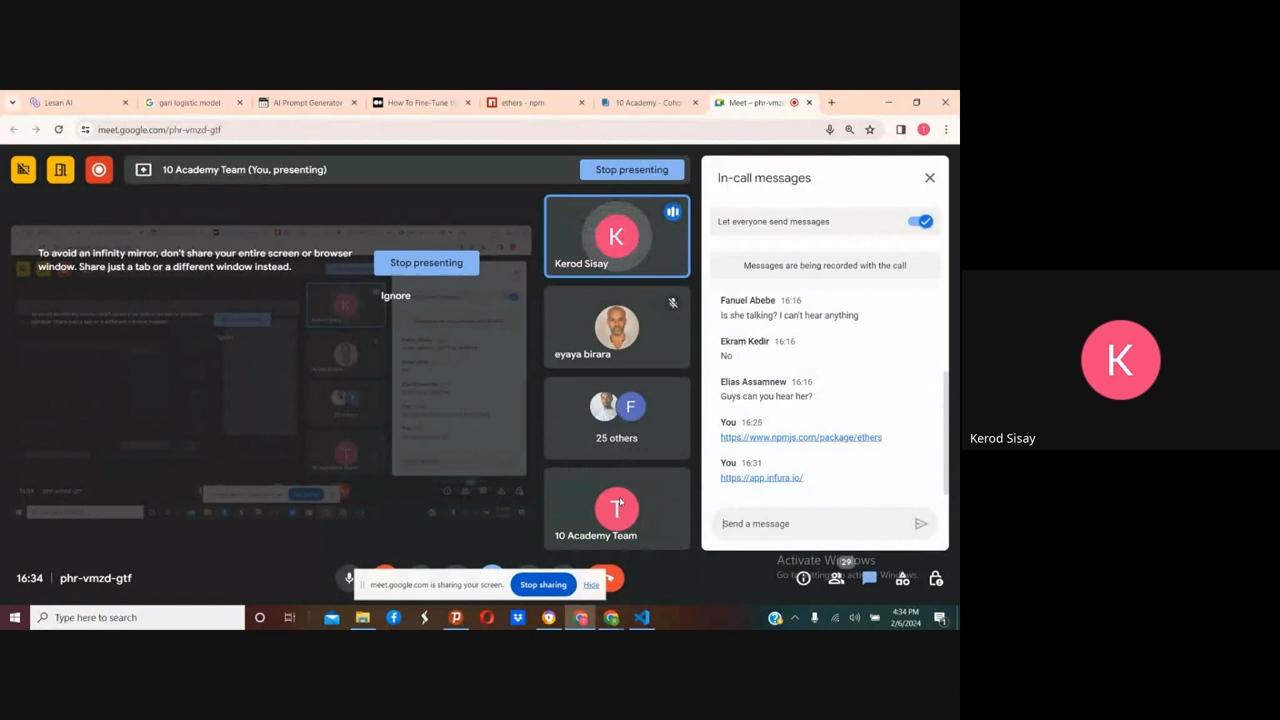 Lesan AI
gari logistic model
AI Prompt Generator
How To Fine-Tune th
ethers - npm
10 Academy - Coho
Meet – phr-vmzd
meet.google.com/phr-vmzd-gtf
T
10 Academy Team (You, presenting)
Stop presenting
To avoid an infinity mirror, don't share your entire screen or browser
window. Share just a tab or a different window instead.
Stop presenting
Ignore
K
Kerod Sisay
eyaya birara
F
25 others
T
10 Academy Team
In-call messages
Let everyone send messages
Messages are being recorded with the call
Fanuel Abebe 16:16
Is she talking? I can't hear anything
Ekram Kedir 16:16
No
Elias Assamnew 16:16
Guys can you hear her?
You 16:25
https://www.npmjs.com/package/ethers
You 16:31
https://app.infura.io/
Send a message
Activate Windows
29
16:34
phr-vmzd-gtf
meet.google.com is sharing your screen.
Stop sharing
Hide
Type here to search
4:34 PM
2/6/2024
K
Kerod Sisay